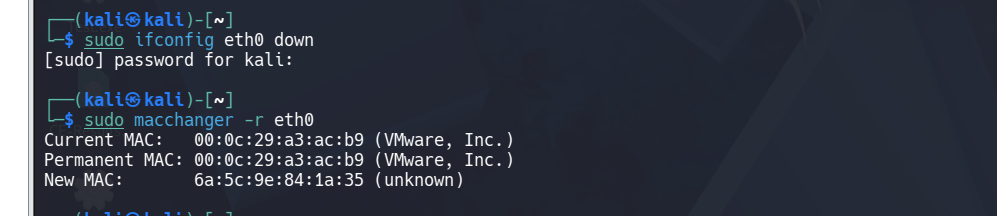 ┌──(kali㉿kali)-[~]
└─$ sudo ifconfig eth0 down
[sudo] password for kali:
┌──(kali㉿kali)-[~]
└─$ sudo macchanger -r eth0
Current MAC:   00:0c:29:a3:ac:b9 (VMware, Inc.)
Permanent MAC: 00:0c:29:a3:ac:b9 (VMware, Inc.)
New MAC:       6a:5c:9e:84:1a:35 (unknown)